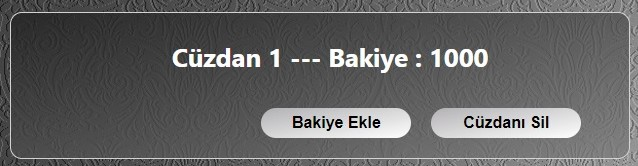 Cüzdan 1 --- Bakiye : 1000
Bakiye Ekle Cüzdanı Sil